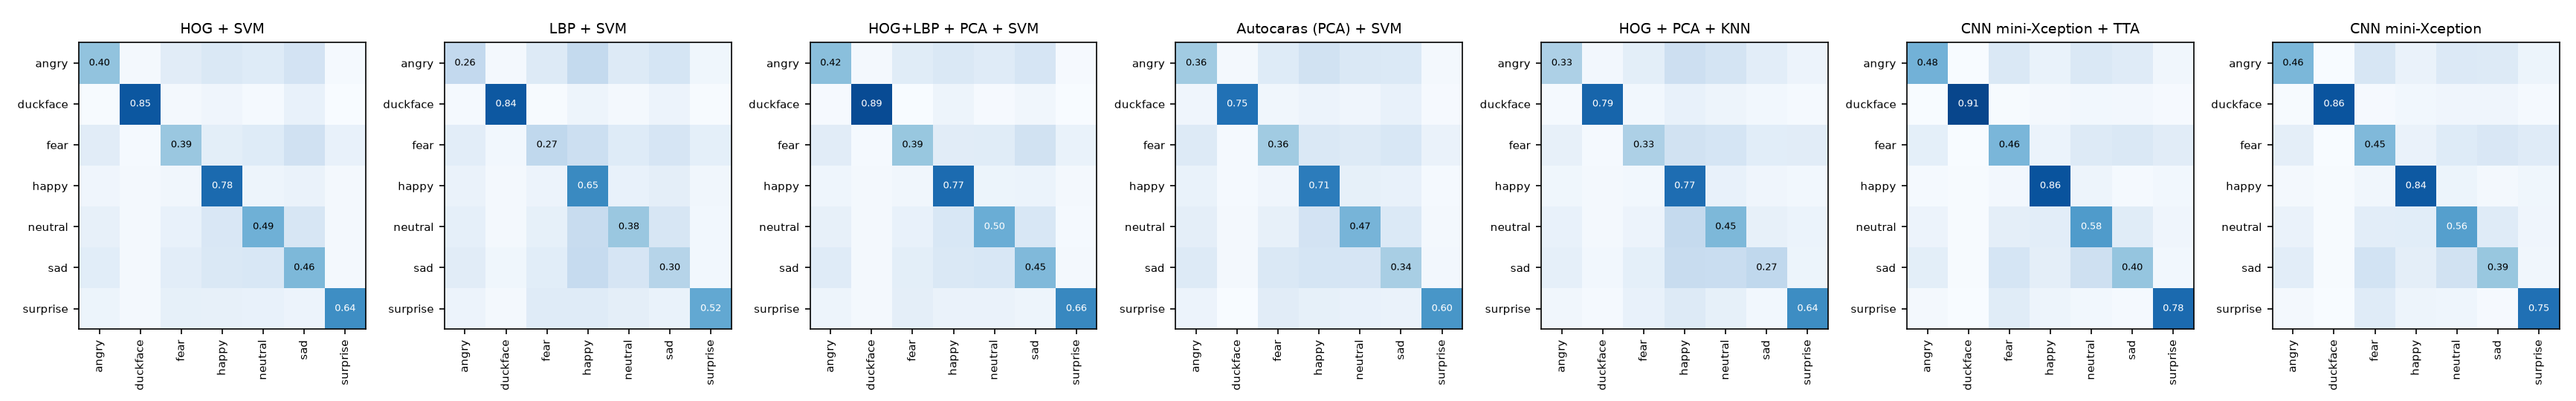 HOG + SVM
angry
duckface
fear
happy
neutral
sad
surprise
0.40
0.85
0.39
0.78
0.49
0.46
0.64
angry
duckface
fear
happy
neutral
sad
surprise
LBP + SVM
angry
duckface
fear
happy
neutral
sad
surprise
0.26
0.84
0.27
0.65
0.38
0.30
0.52
angry
duckface
fear
happy
neutral
sad
surprise
HOG+LBP + PCA + SVM
angry
duckface
fear
happy
neutral
sad
surprise
0.42
0.89
0.39
0.77
0.50
0.45
0.66
angry
duckface
fear
happy
neutral
sad
surprise
Autocaras (PCA) + SVM
angry
duckface
fear
happy
neutral
sad
surprise
0.36
0.75
0.36
0.71
0.47
0.34
0.60
angry
duckface
fear
happy
neutral
sad
surprise
HOG + PCA + KNN
angry
duckface
fear
happy
neutral
sad
surprise
0.33
0.79
0.33
0.77
0.45
0.27
0.64
angry
duckface
fear
happy
neutral
sad
surprise
CNN mini-Xception + TTA
angry
duckface
fear
happy
neutral
sad
surprise
0.48
0.91
0.46
0.86
0.58
0.40
0.78
angry
duckface
fear
happy
neutral
sad
surprise
CNN mini-Xception
angry
duckface
fear
happy
neutral
sad
surprise
0.46
0.86
0.45
0.84
0.56
0.39
0.75
angry
duckface
fear
happy
neutral
sad
surprise